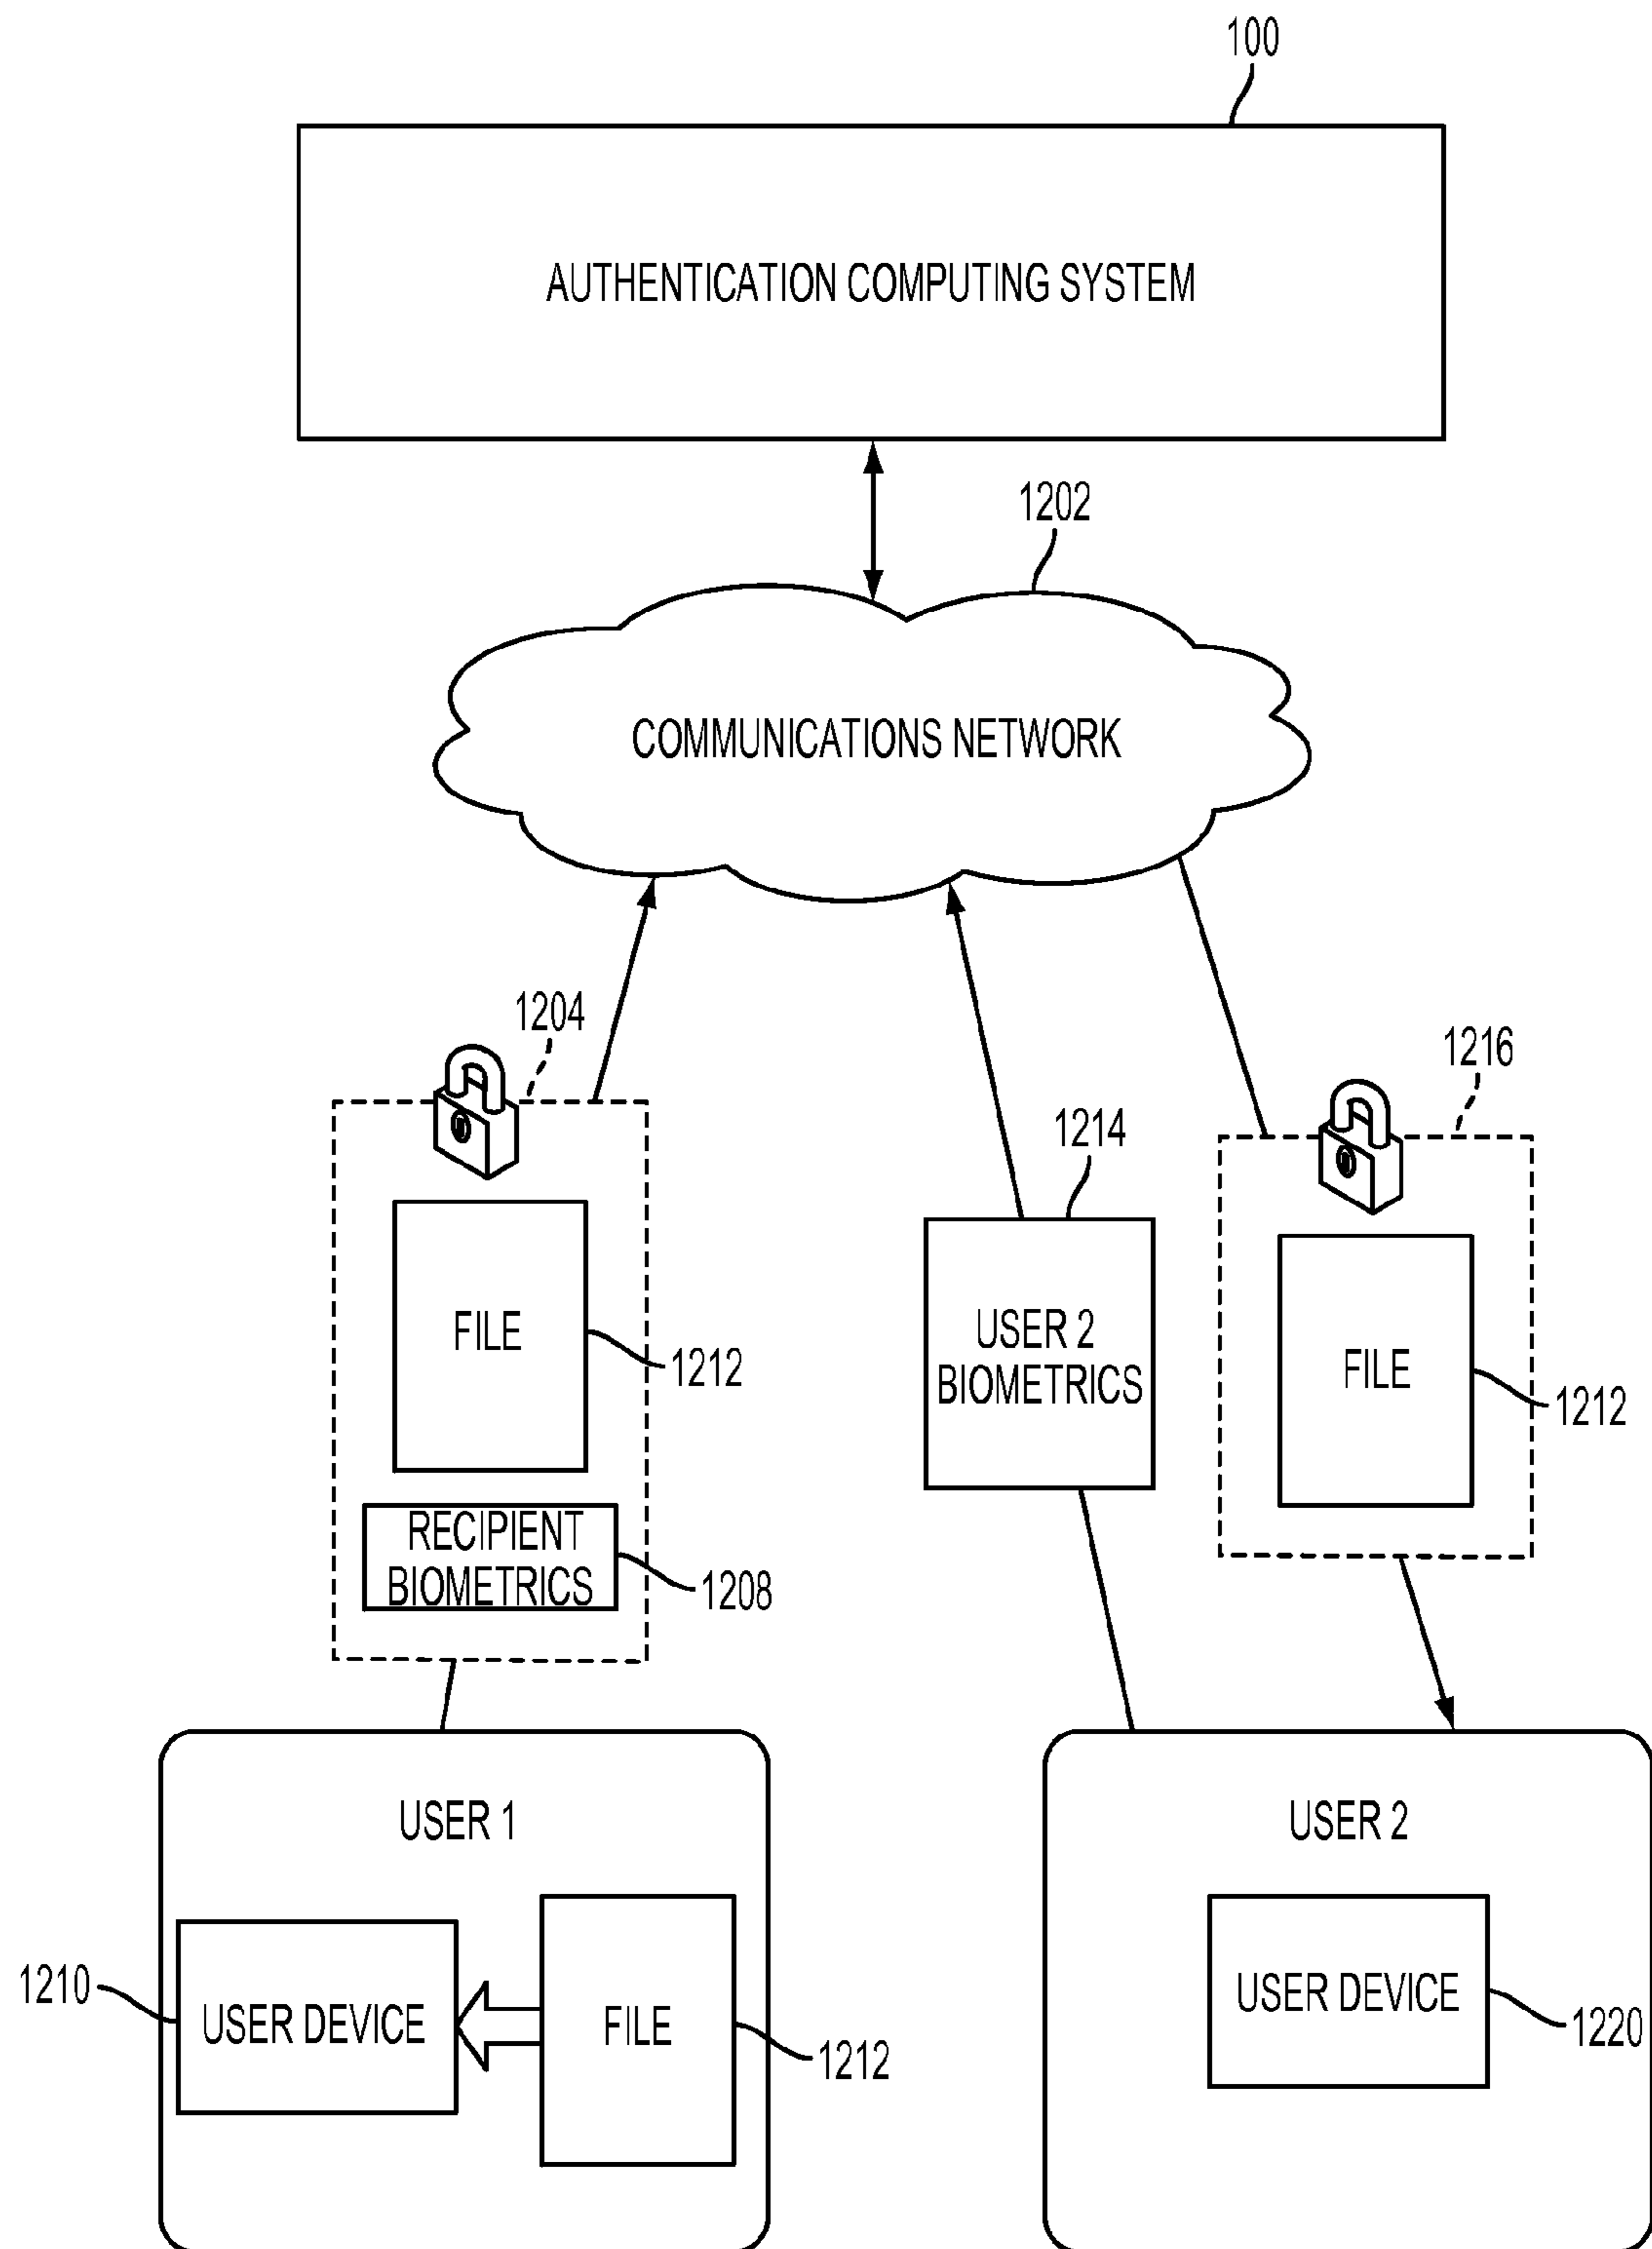 100
AUTHENTICATION COMPUTING SYSTEM
1202
COMMUNICATIONS NETWORK
1204
1216
1214
FILE
1212
USER 2
BIOMETRICS
FILE
1212
RECIPIENT
BIOMETRICS
1208
USER 1
USER 2
1210
USER DEVICE
FILE
1212
USER DEVICE
1220